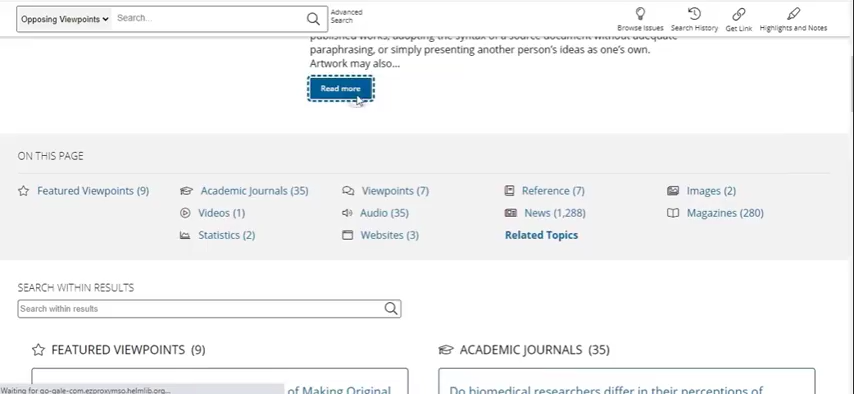 Opposing Viewpoints
Search...
Advanced
Search
Browse Issues
Search History
Get Link
Highlights and Notes
published works, adopting the syntax of a source document without adequate
paraphrasing, or simply presenting another person's ideas as one's own.
Artwork may also...
Read more
ON THIS PAGE
Featured Viewpoints (9)
Academic Journals (35)
Viewpoints (7)
Reference (7)
Images (2)
Videos (1)
Audio (35)
News (1,288)
Magazines (280)
Statistics (2)
Websites (3)
Related Topics
SEARCH WITHIN RESULTS
Search within results
FEATURED VIEWPOINTS (9)
ACADEMIC JOURNALS (35)
of Making Original
Do biomedical researchers differ in their perceptions of
Waiting for go-gale-com.ezproxymso.helmlib.org...